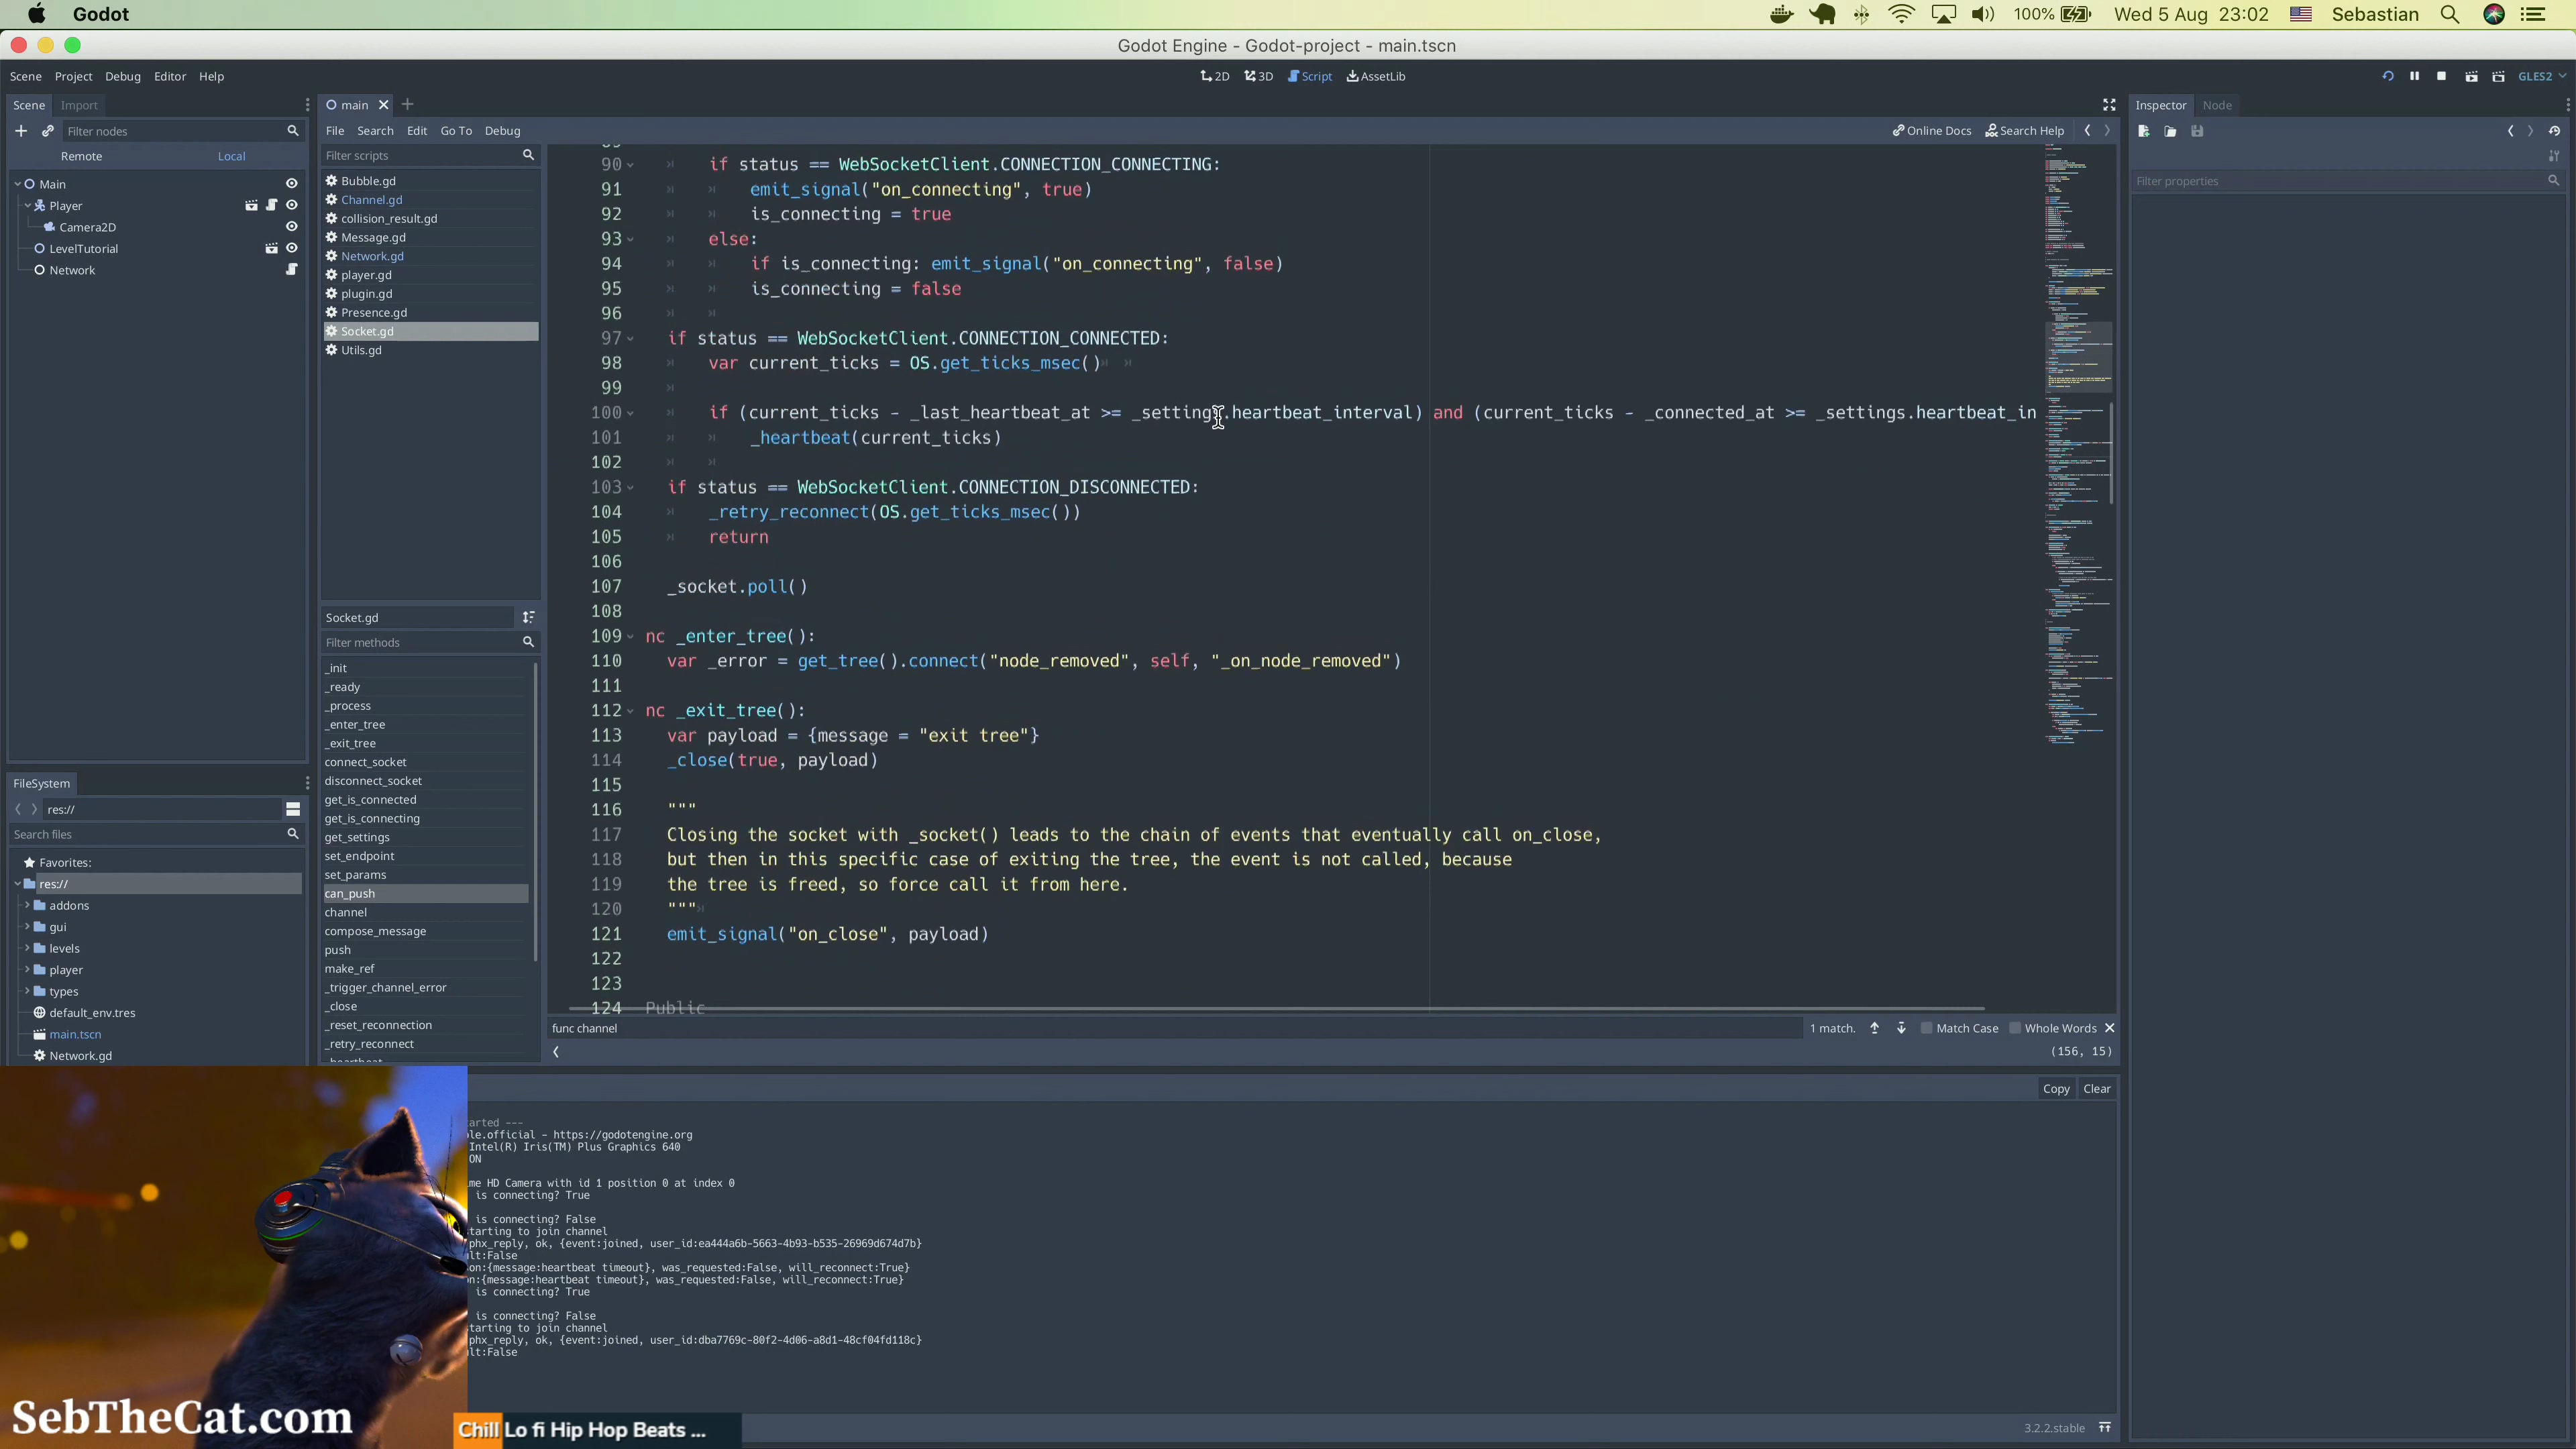 Godot
100%
Wed 5 Aug 23:02
Sebastian
Godot Engine - Godot-project - main.tscn
Scene Project Debug Editor Help
2D 3D Script AssetLib
GLES2
Scene Import
Filter nodes
Remote Local
Main
Player
Camera2D
LevelTutorial
Network
main
File Search Edit Go To Debug
Online Docs Search Help
Filter scripts
Bubble.gd
Channel.gd
collision_result.gd
Message.gd
Network.gd
player.gd
plugin.gd
Presence.gd
Socket.gd
Utils.gd
Socket.gd
Filter methods
_init
_ready
_process
_enter_tree
_exit_tree
connect_socket
disconnect_socket
get_is_connected
get_is_connecting
get_settings
set_endpoint
set_params
can_push
channel
compose_message
push
make_ref
_trigger_channel_error
_close
_reset_reconnection
_retry_reconnect
90 if status == WebSocketClient.CONNECTION_CONNECTING:
91 emit_signal("on_connecting", true)
92 is_connecting = true
93 else:
94 if is_connecting: emit_signal("on_connecting", false)
95 is_connecting = false
96
97 if status == WebSocketClient.CONNECTION_CONNECTED:
98 var current_ticks = OS.get_ticks_msec()
99
100 if (current_ticks - _last_heartbeat_at >= _settings.heartbeat_interval) and (current_ticks - _connected_at >= _settings.heartbeat_in
101 _heartbeat(current_ticks)
102
103 if status == WebSocketClient.CONNECTION_DISCONNECTED:
104 _retry_reconnect(OS.get_ticks_msec())
105 return
106
107 _socket.poll()
108
109 nc _enter_tree():
110 var _error = get_tree().connect("node_removed", self, "_on_node_removed")
111
112 nc _exit_tree():
113 var payload = {message = "exit tree"}
114 _close(true, payload)
115
116 """
117 Closing the socket with _socket() leads to the chain of events that eventually call on_close,
118 but then in this specific case of exiting the tree, the event is not called, because
119 the tree is freed, so force call it from here.
120 """
121 emit_signal("on_close", payload)
122
123
124 Public
func channel
1 match. Match Case Whole Words
(156, 15)
Inspector Node
Filter properties
FileSystem
res://
Search files
Favorites:
res://
addons
gui
levels
player
types
default_env.tres
main.tscn
Network.gd
Copy Clear
arted ---
le.official - https://godotengine.org
Intel(R) Iris(TM) Plus Graphics 640
ON
me HD Camera with id 1 position 0 at index 0
is connecting? True
is connecting? False
tarting to join channel
phx_reply, ok, {event:joined, user_id:ea444a6b-5663-4b93-b535-26969d674d7b}
lt:False
on:{message:heartbeat timeout}, was_requested:False, will_reconnect:True}
on:{message:heartbeat timeout}, was_requested:False, will_reconnect:True}
is connecting? True
is connecting? False
tarting to join channel
phx_reply, ok, {event:joined, user_id:dba7769c-80f2-4d06-a8d1-48cf04fd118c}
lt:False
3.2.2.stable
SebTheCat.com
Chill Lo fi Hip Hop Beats ...